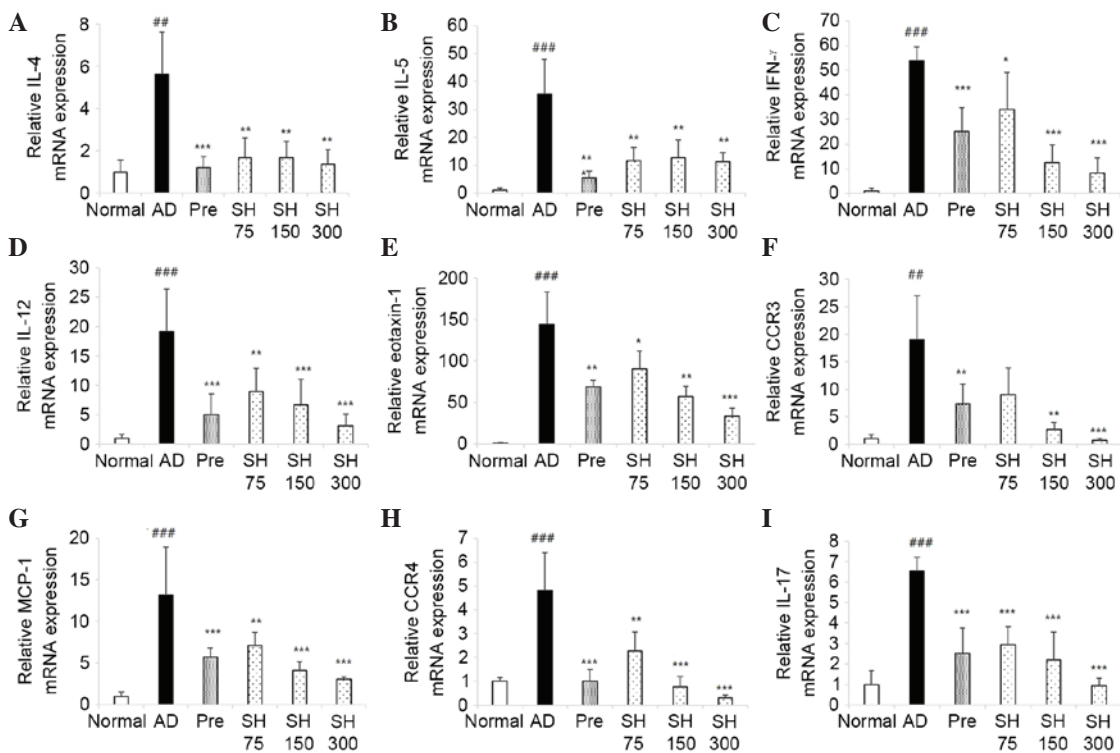 A
Relative IL-4
mRNA expression
8
6
4
2
0
##
***
**
**
**
Normal AD Pre SH SH SH
75 150 300
B
Relative IL-5
mRNA expression
60
50
40
30
20
10
0
###
**
*
**
**
**
Normal AD Pre SH SH SH
75 150 300
C
Relative IFN-γ
mRNA expression
70
60
50
40
30
20
10
0
###
***
*
***
***
Normal AD Pre SH SH SH
75 150 300
D
Relative IL-12
mRNA expression
30
25
20
15
10
5
0
###
***
**
***
***
Normal AD Pre SH SH SH
75 150 300
E
Relative eotaxin-1
mRNA expression
200
150
100
50
0
###
**
*
**
***
Normal AD Pre SH SH SH
75 150 300
F
Relative CCR3
mRNA expression
30
25
20
15
10
5
0
##
**
**
***
Normal AD Pre SH SH SH
75 150 300
G
Relative MCP-1
mRNA expression
20
15
10
5
0
###
***
**
***
***
Normal AD Pre SH SH SH
75 150 300
H
Relative CCR4
mRNA expression
7
6
5
4
3
2
1
0
###
***
**
***
***
Normal AD Pre SH SH SH
75 150 300
I
Relative IL-17
mRNA expression
8
7
6
5
4
3
2
1
0
###
***
***
***
***
Normal AD Pre SH SH SH
75 150 300